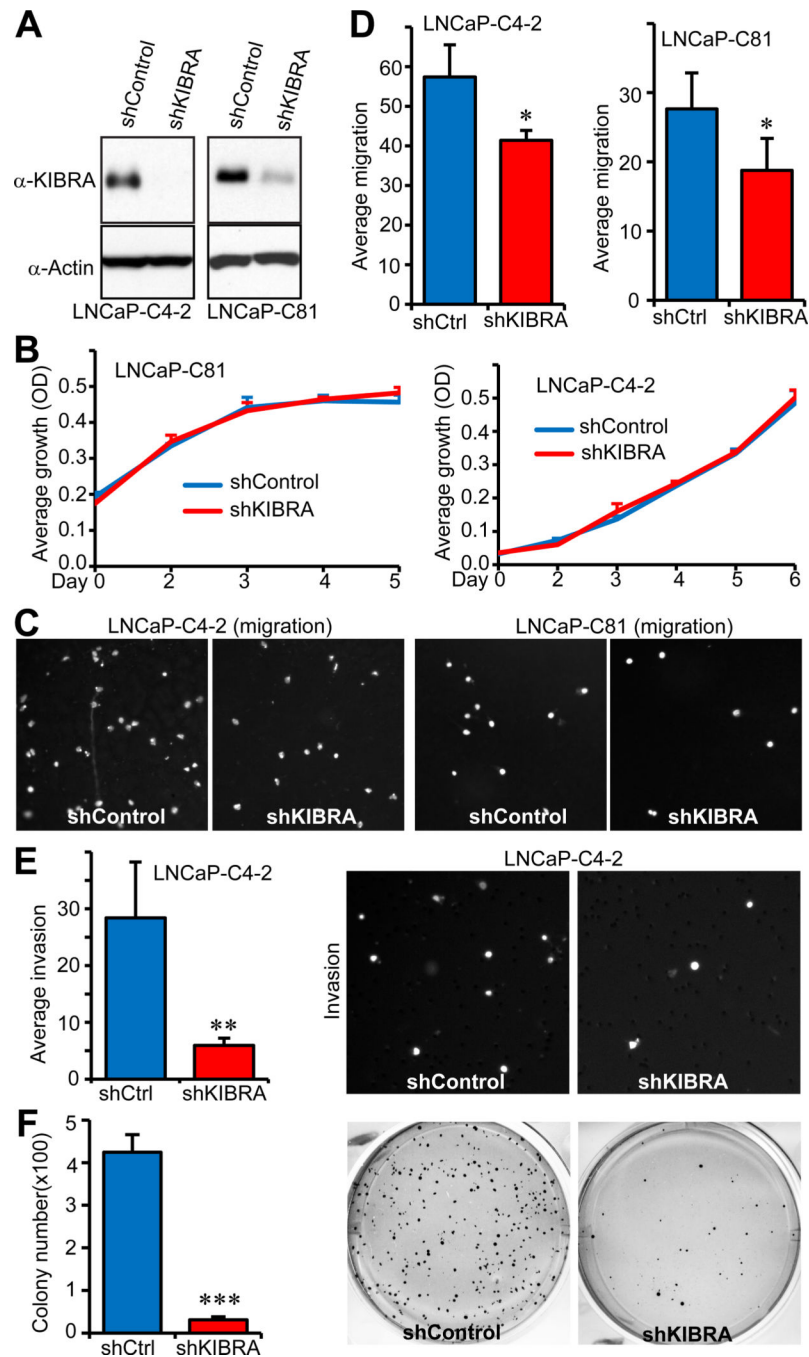 A
shControl
shKIBRA
shControl
shKIBRA
α-KIBRA
α-Actin
LNCaP-C4-2
LNCaP-C81
D
LNCaP-C4-2
Average migration
70
60
50
40
30
20
10
0
*
shCtrl
shKIBRA
LNCaP-C81
Average migration
30
20
10
0
*
shCtrl
shKIBRA
B
LNCaP-C81
Average growth (OD)
0.5
0.4
0.3
0.2
0.1
0.0
shControl
shKIBRA
Day 0 2 3 4 5
LNCaP-C4-2
Average growth (OD)
0.5
0.4
0.3
0.2
0.1
0.0
shControl
shKIBRA
Day 0 2 3 4 5 6
C
LNCaP-C4-2 (migration)
LNCaP-C81 (migration)
shControl
shKIBRA
shControl
shKIBRA
E
LNCaP-C4-2
Average invasion
30
20
10
5
0
**
shCtrl
shKIBRA
LNCaP-C4-2
Invasion
shControl
shKIBRA
F
Colony number(x100)
5
4
3
2
1
0
***
shCtrl
shKIBRA
shControl
shKIBRA